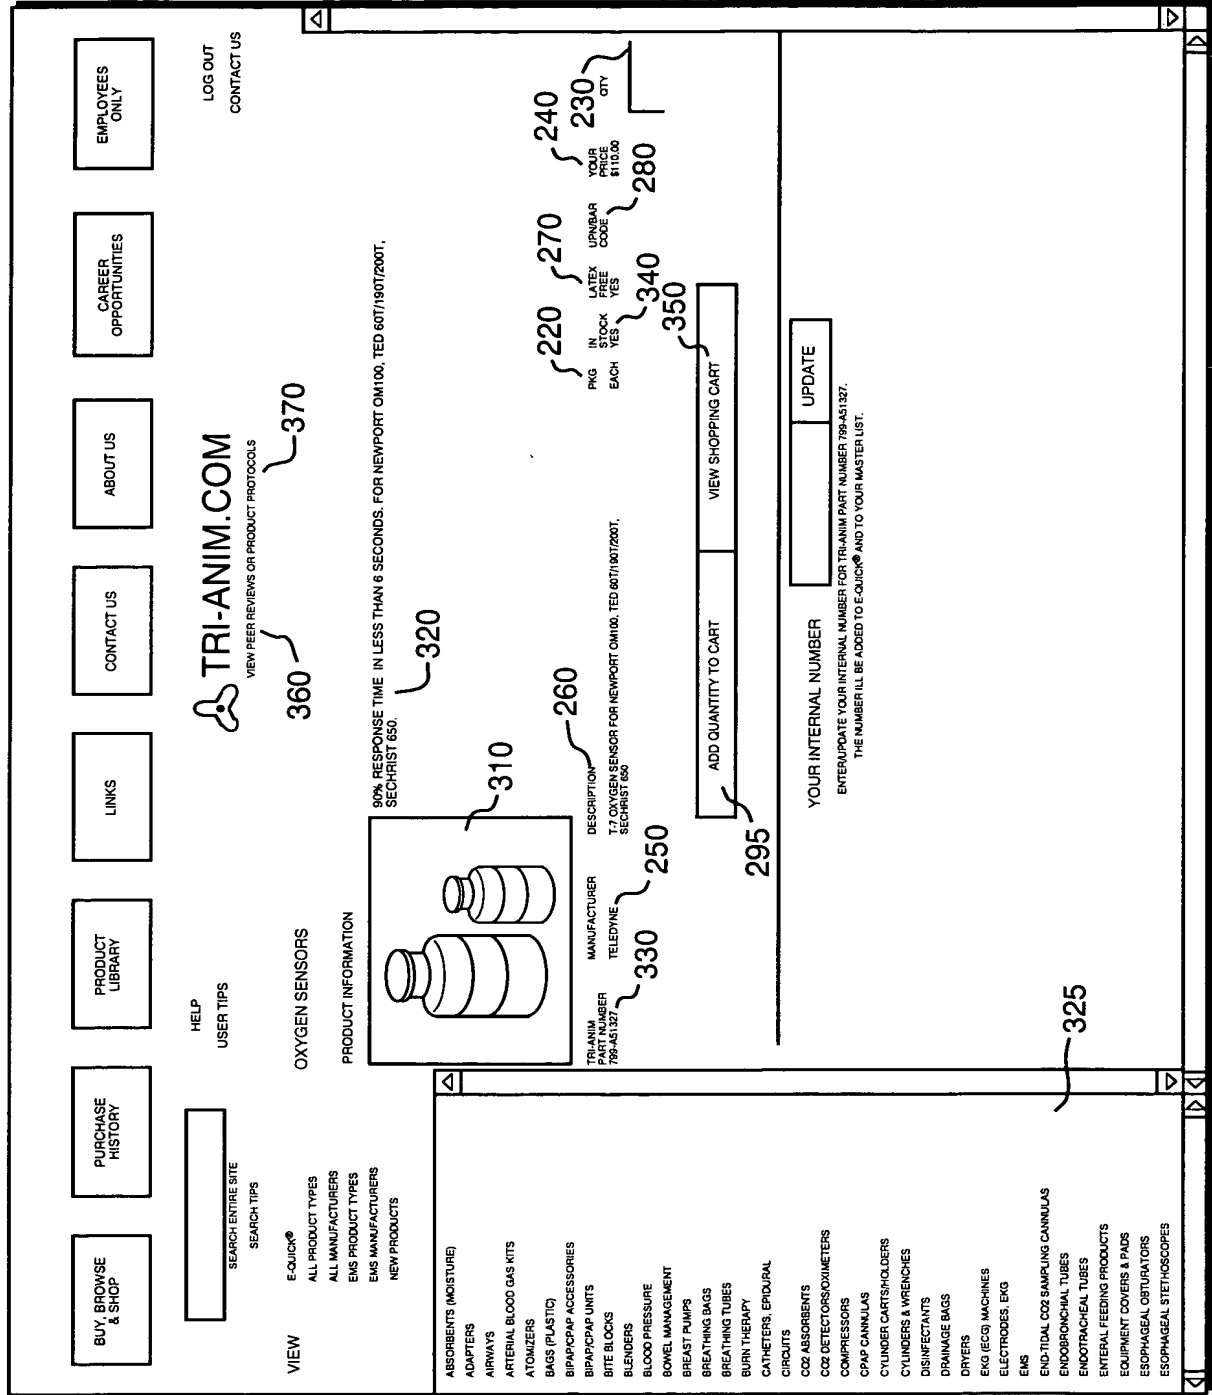 BUY, BROWSE
& SHOP
PURCHASE
HISTORY
PRODUCT
LIBRARY
LINKS
CONTACT US
ABOUT US
CAREER
OPPORTUNITIES
EMPLOYEES
ONLY
SEARCH ENTIRE SITE
SEARCH TIPS
HELP
USER TIPS
TRI-ANIM.COM
VIEW PEER REVIEWS OR PRODUCT PROTOCOLS
360
370
LOG OUT
CONTACT US
VIEW
E-QUICK®
ALL PRODUCT TYPES
ALL MANUFACTURERS
EMS PRODUCT TYPES
EMS MANUFACTURERS
NEW PRODUCTS
OXYGEN SENSORS
PRODUCT INFORMATION
90% RESPONSE TIME IN LESS THAN 6 SECONDS. FOR NEWPORT OM100, TED 60T/190T/200T,
SECHRIST 650.
320
310
TRI-ANIM
PART NUMBER
799-A51327
330
MANUFACTURER
TELEDYNE
250
DESCRIPTION
260
T-7 OXYGEN SENSOR FOR NEWPORT OM100, TED 60T/190T/200T,
SECHRIST 650
220
PKG
EACH
IN
STOCK
YES
340
270
LATEX
FREE
YES
UPN/BAR
CODE
280
240
YOUR
PRICE
$110.00
230
QTY
350
ADD QUANTITY TO CART
VIEW SHOPPING CART
295
YOUR INTERNAL NUMBER
UPDATE
ENTER/UPDATE YOUR INTERNAL NUMBER FOR TRI-ANIM PART NUMBER 799-A51327.
THE NUMBER ILL BE ADDED TO E-QUICK® AND TO YOUR MASTER LIST.
ABSORBENTS (MOISTURE)
ADAPTERS
AIRWAYS
ARTERIAL BLOOD GAS KITS
ATOMIZERS
BAGS (PLASTIC)
BIPAP/CPAP ACCESSORIES
BIPAP/CPAP UNITS
BITE BLOCKS
BLENDERS
BLOOD PRESSURE
BOWEL MANAGEMENT
BREAST PUMPS
BREATHING BAGS
BREATHING TUBES
BURN THERAPY
CATHETERS, EPIDURAL
CIRCUITS
CO2 ABSORBENTS
CO2 DETECTORS/OXIMETERS
COMPRESSORS
CPAP CANNULAS
CYLINDER CARTS/HOLDERS
CYLINDERS & WRENCHES
DISINFECTANTS
DRAINAGE BAGS
DRYERS
EKG (ECG) MACHINES
ELECTRODES, EKG
EMS
END-TIDAL CO2 SAMPLING CANNULAS
ENDOBRONCHIAL TUBES
ENDOTRACHEAL TUBES
ENTERAL FEEDING PRODUCTS
EQUIPMENT COVERS & PADS
ESOPHAGEAL OBTURATORS
ESOPHAGEAL STETHOSCOPES
325